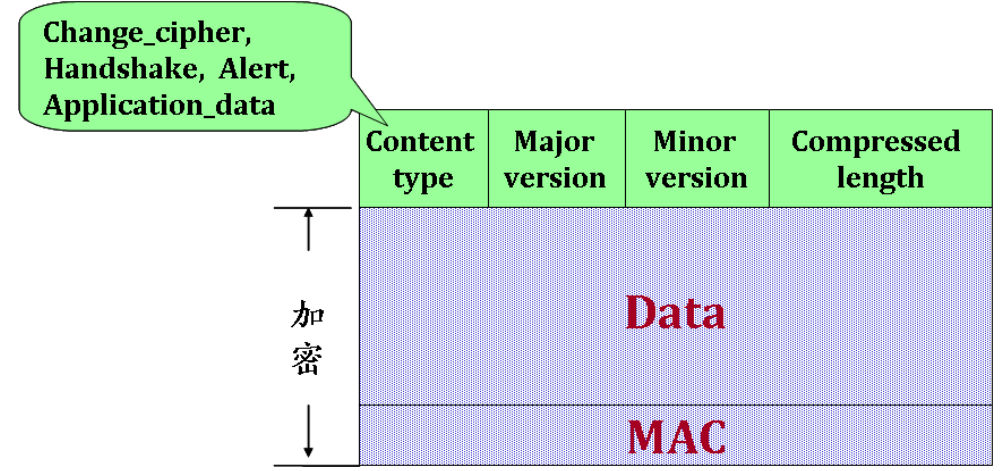 Change_cipher,
Handshake, Alert,
Application_data
Content
type
Major
version
Minor
version
Compressed
length
加
密
Data
MAC